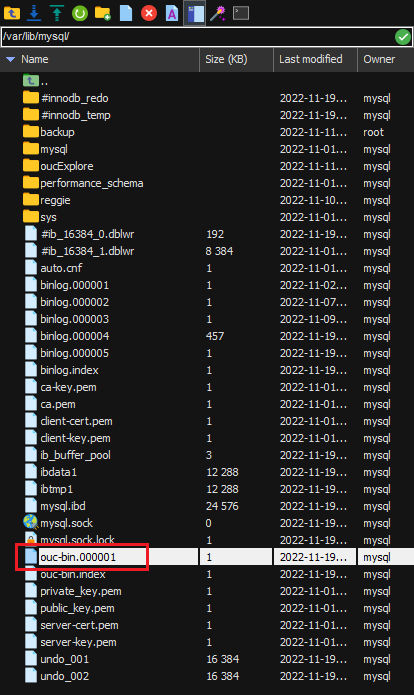 /var/lib/mysql/
Name Size (KB) Last modified Owner
..
#innodb_redo 2022-11-19... mysql
#innodb_temp 2022-11-19... mysql
backup 2022-11-11... root
mysql 2022-11-01... mysql
oucExplore 2022-11-11... mysql
performance_schema 2022-11-01... mysql
reggie 2022-11-10... mysql
sys 2022-11-01... mysql
#ib_16384_0.dblwr 192 2022-11-19... mysql
#ib_16384_1.dblwr 8 384 2022-11-01... mysql
auto.cnf 1 2022-11-01... mysql
binlog.000001 1 2022-11-02... mysql
binlog.000002 1 2022-11-07... mysql
binlog.000003 1 2022-11-09... mysql
binlog.000004 457 2022-11-19... mysql
binlog.000005 1 2022-11-19... mysql
binlog.index 1 2022-11-19... mysql
ca-key.pem 1 2022-11-01... mysql
ca.pem 1 2022-11-01... mysql
client-cert.pem 1 2022-11-01... mysql
client-key.pem 1 2022-11-01... mysql
ib_buffer_pool 3 2022-11-19... mysql
ibdata1 12 288 2022-11-19... mysql
ibtmp1 12 288 2022-11-19... mysql
mysql.ibd 24 576 2022-11-19... mysql
mysql.sock 0 2022-11-19... mysql
mysql.sock.lock 1 2022-11-19... mysql
ouc-bin.000001 1 2022-11-19... mysql
ouc-bin.index 1 2022-11-19... mysql
private_key.pem 1 2022-11-01... mysql
public_key.pem 1 2022-11-01... mysql
server-cert.pem 1 2022-11-01... mysql
server-key.pem 1 2022-11-01... mysql
undo_001 16 384 2022-11-19... mysql
undo_002 16 384 2022-11-19... mysql